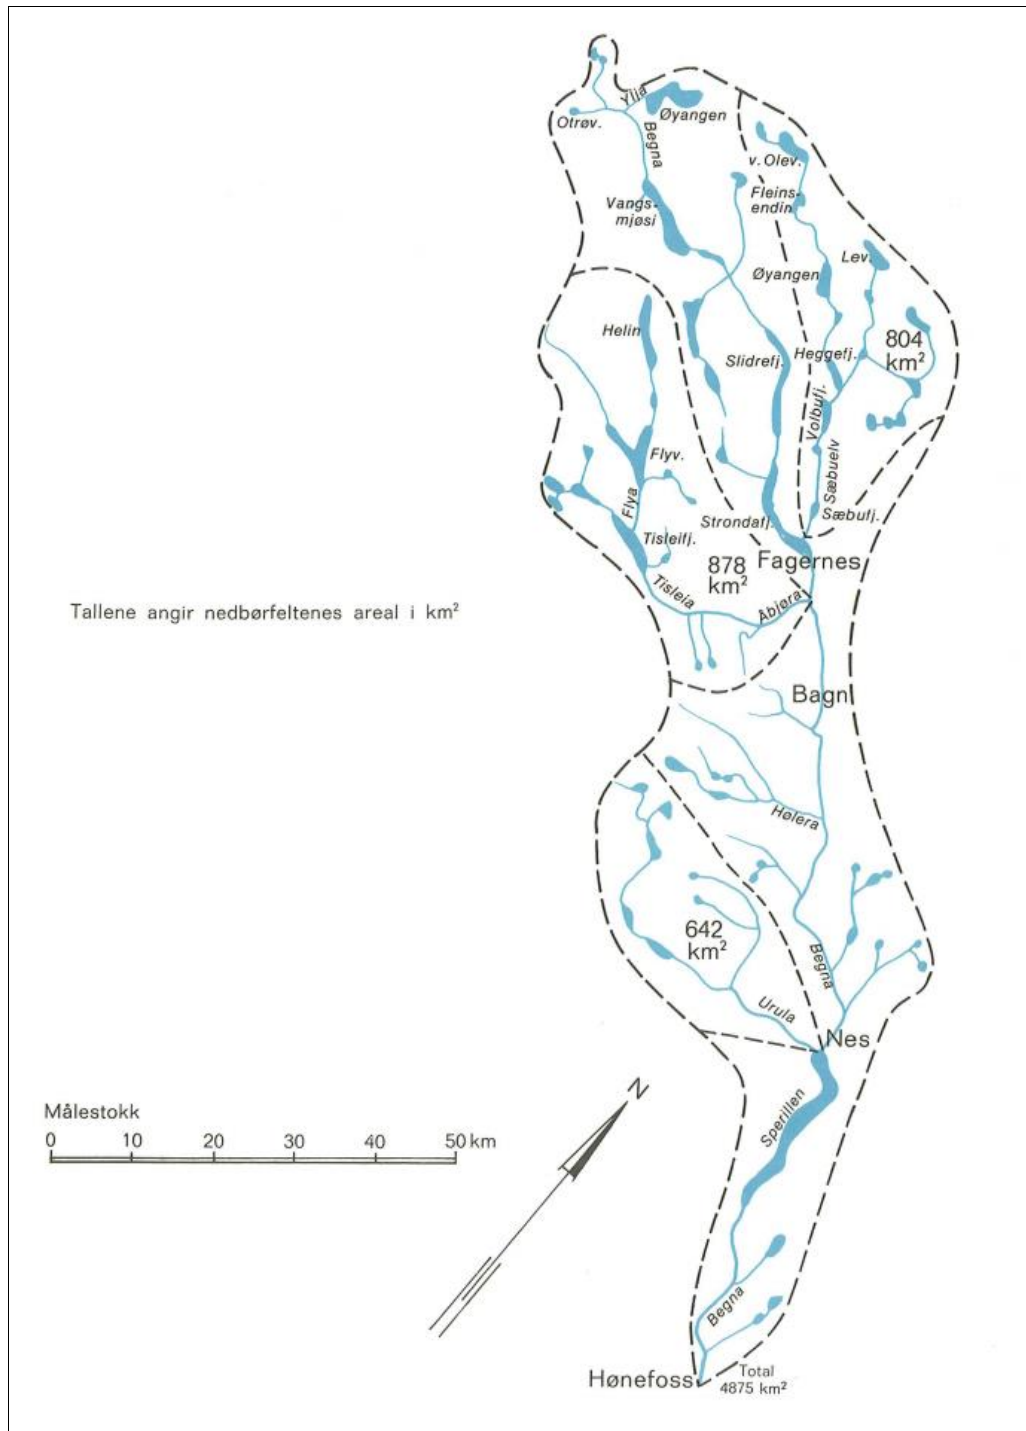 Ylja
Otrøv.
Øyangen
Begna
v. Olev.
Vangs-
mjøsi
Fleins-
endin
Lev.
Øyangen
Helin
804
km²
Slidrefj.
Heggefj.
Volbufj.
Flyv.
Sæbuelv
Flya
Strondafj.
Sæbufj.
Tisleifj.
878
km²
Fagernes
Tisleia
Åbjøra
Tallene angir nedbørfeltenes areal i km²
Bagn
Hølera
642
km²
Begna
Urula
Nes
N
Målestokk
0 10 20 30 40 50 km
Sperillen
Begna
Hønefoss
Total
4875 km²